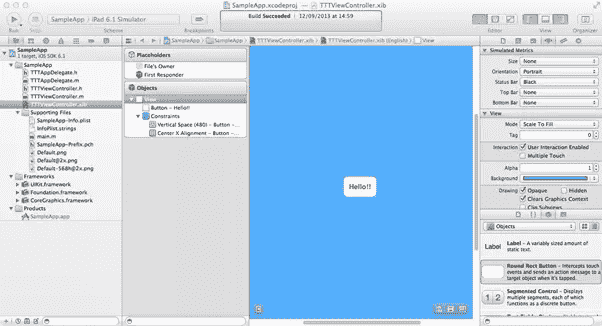 SampleApp.xcodeproj — TTTViewController.xib
Run
Stop
SampleApp
iPad 6.1 Simulator
Scheme
Breakpoints
Build Succeeded
12/09/2013 at 14:59
No Issues
Editor
View
Organizer
SampleApp
1 target, iOS SDK 6.1
SampleApp
TTTAppDelegate.h
TTTAppDelegate.m
TTTViewController.h
TTTViewController.m
TTTViewController.xib
Supporting Files
SampleApp-Info.plist
InfoPlist.strings
main.m
SampleApp-Prefix.pch
Default.png
Default@2x.png
Default-568h@2x.png
Frameworks
UIKit.framework
Foundation.framework
CoreGraphics.framework
Products
SampleApp.app
SampleApp
SampleApp
TTTViewController.xib
TTTViewController.xib (English)
View
Placeholders
File's Owner
First Responder
Objects
View
Button - Hello!!
Constraints
Vertical Space (480) - Button - ...
Center X Alignment - Button - ...
Hello!!
Simulated Metrics
Size None
Orientation Portrait
Status Bar Black
Top Bar None
Bottom Bar None
View
Mode Scale To Fill
Tag 0
Interaction User Interaction Enabled
Multiple Touch
Alpha 1
Background
Drawing Opaque Hidden
Clears Graphics Context
Clip Subviews
Objects
Label
Label - A variably sized amount of
static text.
Round Rect Button - Intercepts touch
events and sends an action message to a
target object when it's tapped.
1 2
Segmented Control - Displays
multiple segments, each of which
functions as a discrete button.